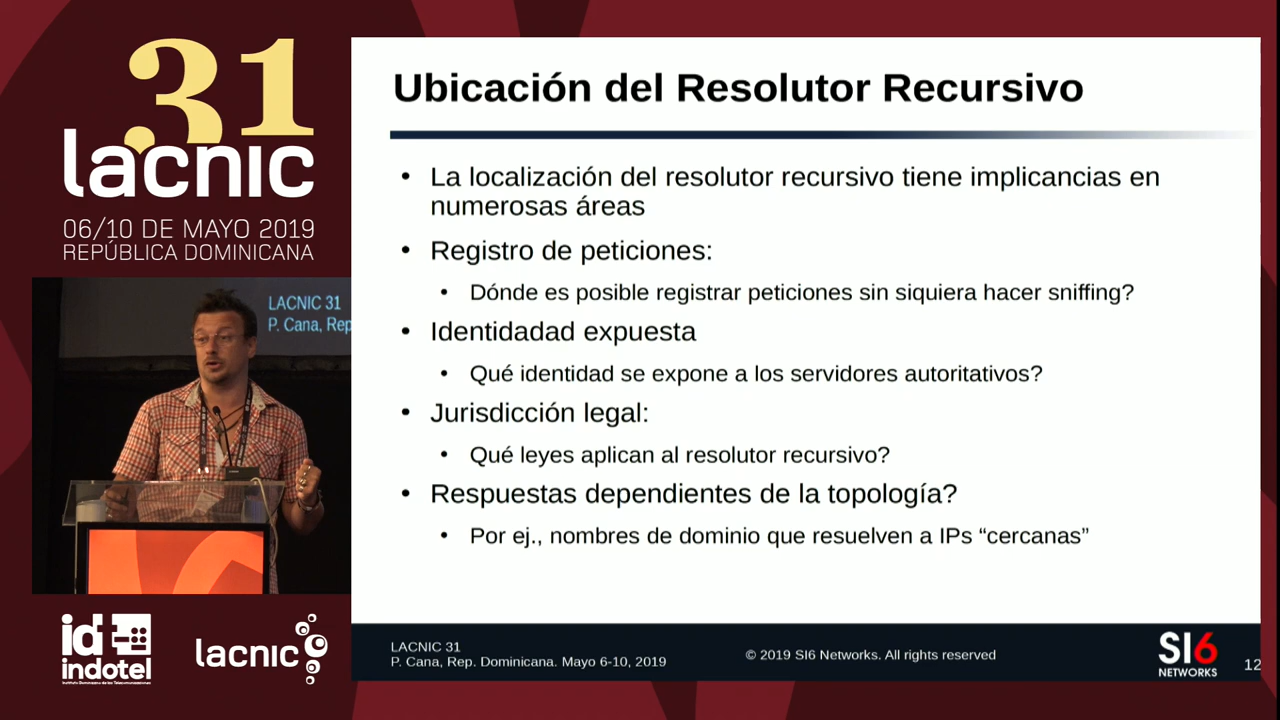 31
lacnic
06/10 DE MAYO 2019
REPÚBLICA DOMINICANA
LACNIC 31
P. Cana, Rep
id
indotel
lacnic
Ubicación del Resolutor Recursivo
• La localización del resolutor recursivo tiene implicancias en
numerosas áreas
• Registro de peticiones:
• Dónde es posible registrar peticiones sin siquiera hacer sniffing?
• Identidadad expuesta
• Qué identidad se expone a los servidores autoritativos?
• Jurisdicción legal:
• Qué leyes aplican al resolutor recursivo?
• Respuestas dependientes de la topología?
• Por ej., nombres de dominio que resuelven a IPs “cercanas”
LACNIC 31
P. Cana, Rep. Dominicana. Mayo 6-10, 2019
© 2019 SI6 Networks. All rights reserved
SI6
NETWORKS
12